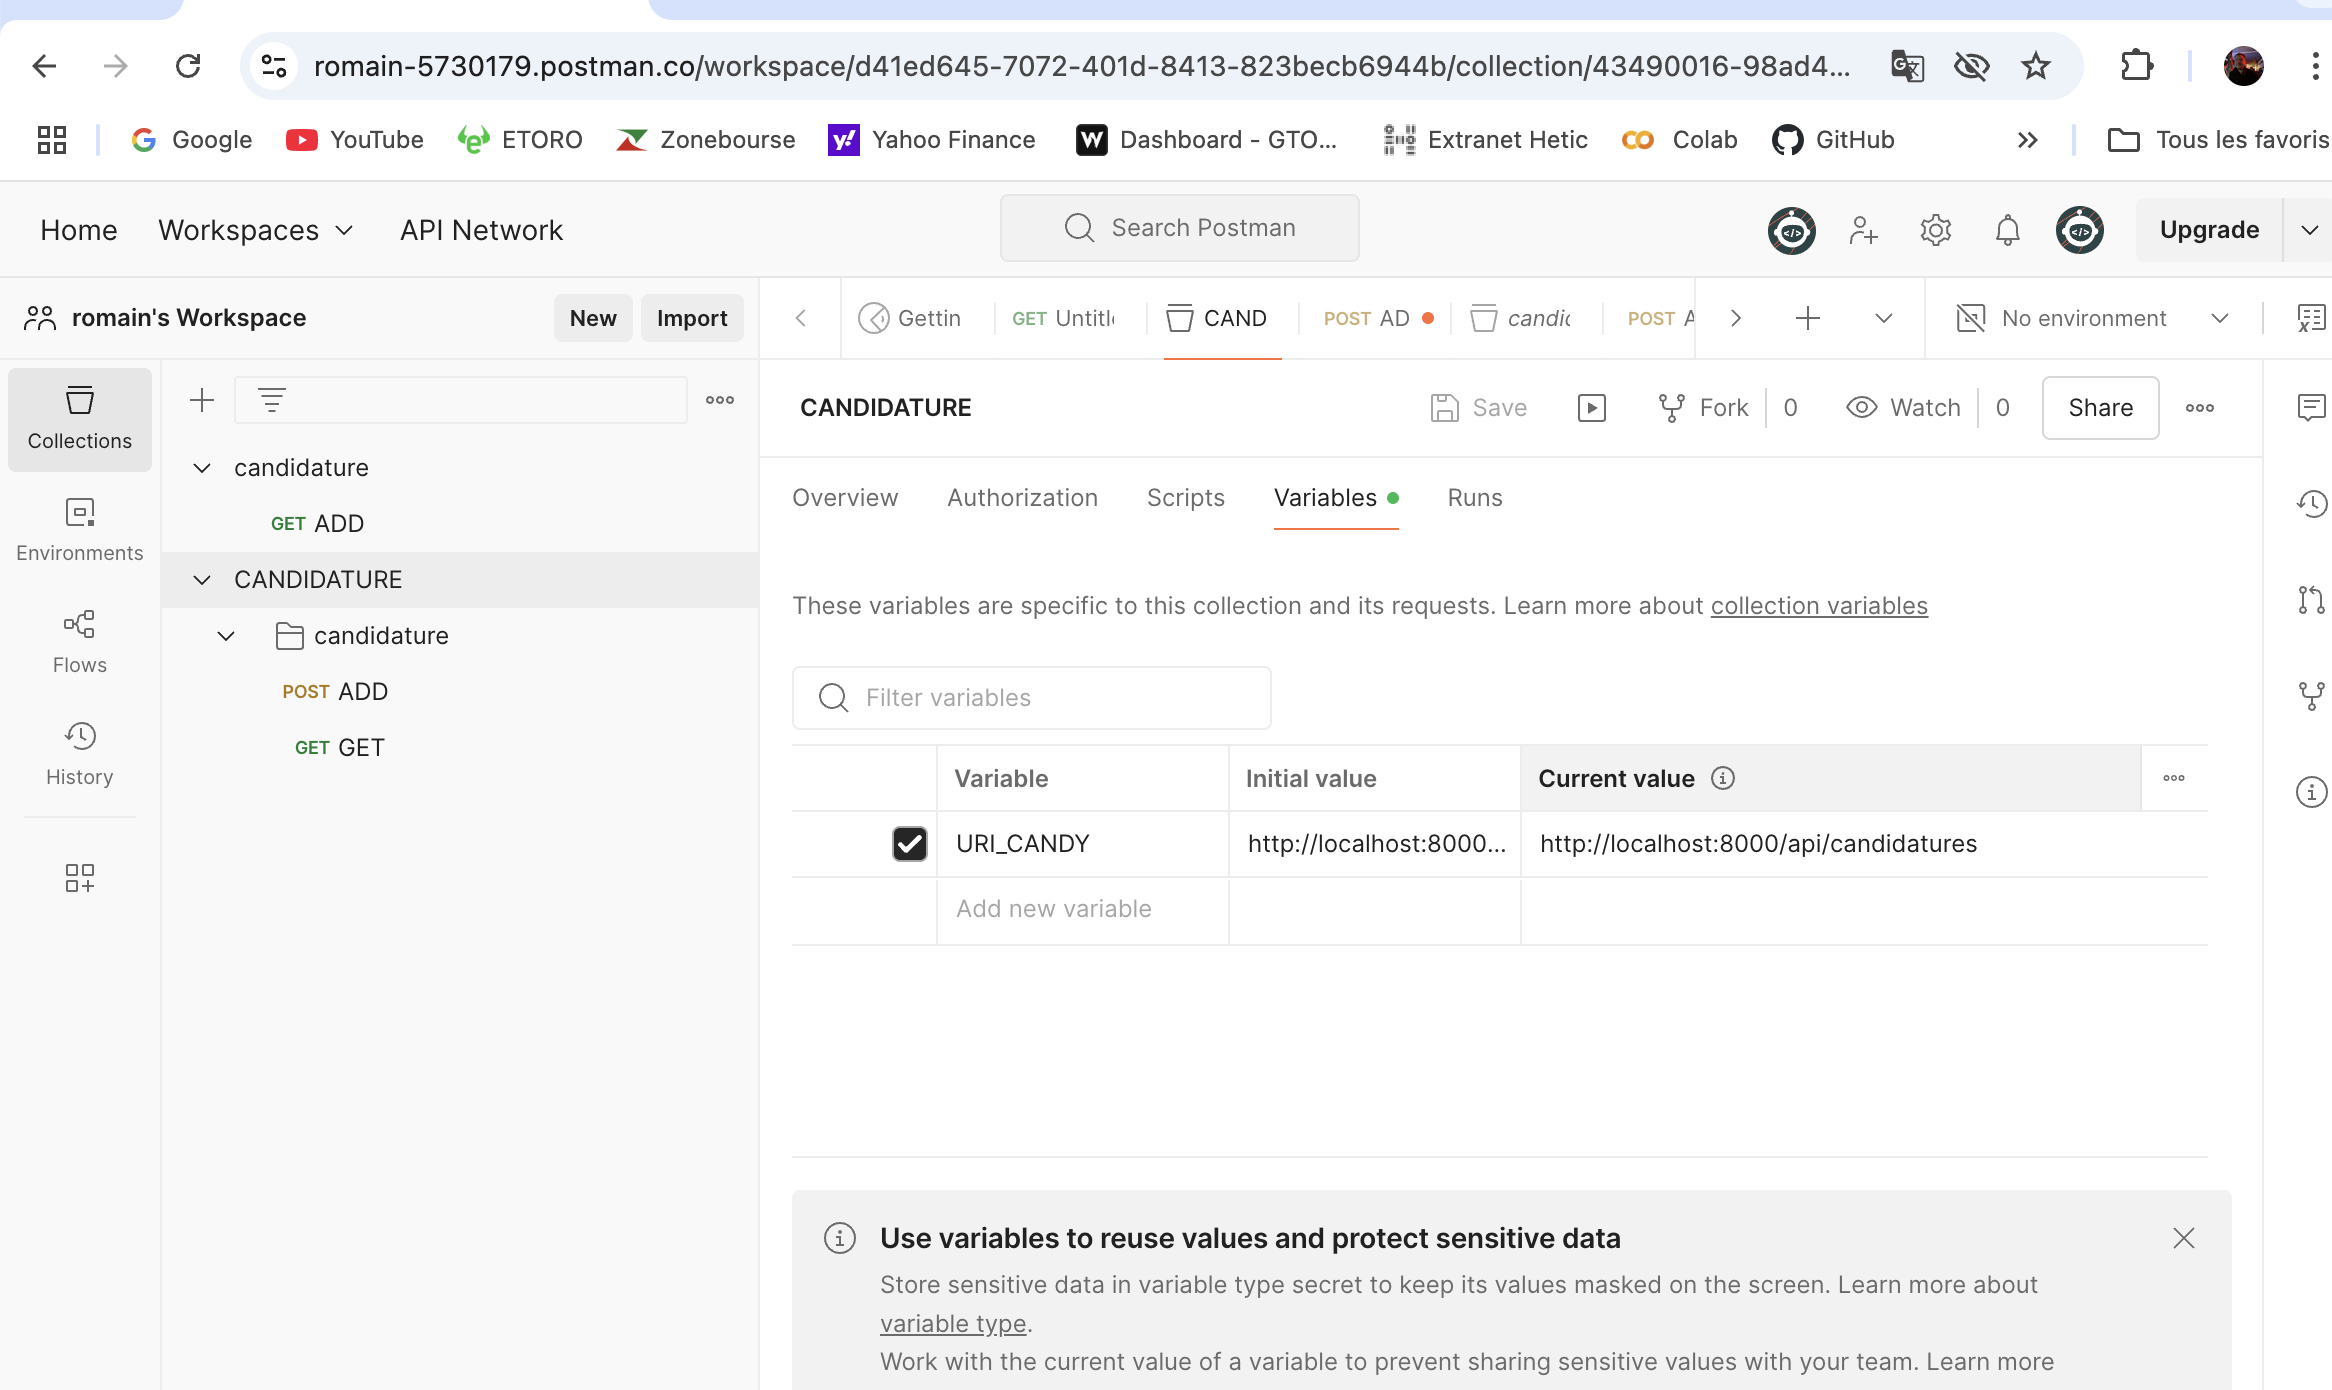 romain-5730179.postman.co/workspace/d41ed645-7072-401d-8413-823becb6944b/collection/43490016-98ad4...
Google YouTube ETORO Zonebourse Yahoo Finance Dashboard - GTO... Extranet Hetic Colab GitHub Tous les favoris
Home Workspaces API Network Search Postman Upgrade
romain's Workspace New Import Gettin GET Untitle CAND POST AD candic POST A No environment
Collections
Environments
Flows
History
candidature
GET ADD
CANDIDATURE
candidature
POST ADD
GET GET
CANDIDATURE Save Fork 0 Watch 0 Share
Overview Authorization Scripts Variables Runs
These variables are specific to this collection and its requests. Learn more about collection variables
Filter variables
Variable Initial value Current value
URI_CANDY http://localhost:8000... http://localhost:8000/api/candidatures
Add new variable
Use variables to reuse values and protect sensitive data
Store sensitive data in variable type secret to keep its values masked on the screen. Learn more about
variable type.
Work with the current value of a variable to prevent sharing sensitive values with your team. Learn more